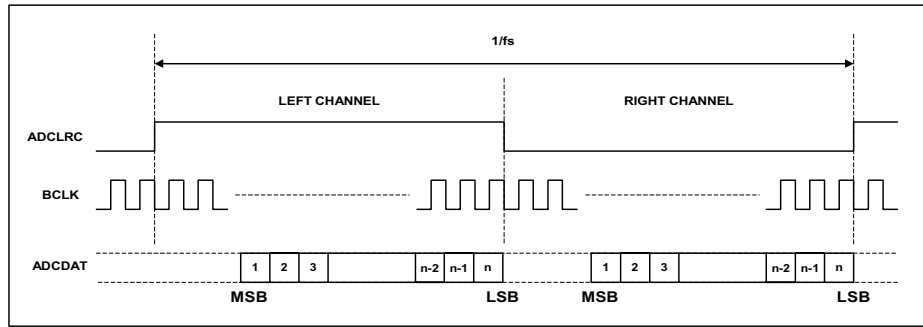 1/fs
LEFT CHANNEL RIGHT CHANNEL
ADCLRC
BCLK
ADCDAT 1 2 3 n-2 n-1 n 1 2 3 n-2 n-1 n
MSB LSB MSB LSB